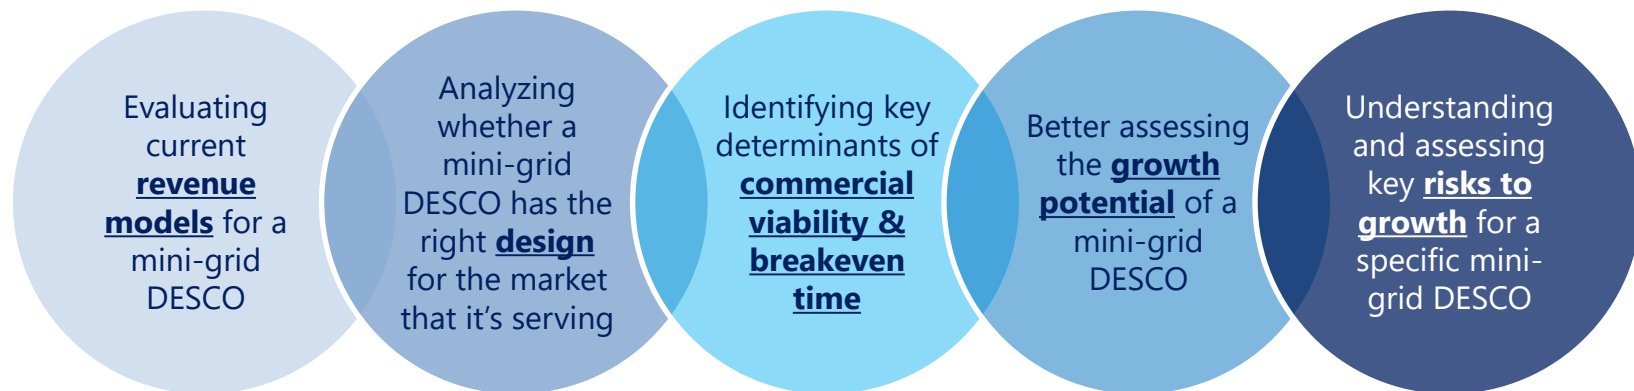 Evaluating
current
revenue
models for a
mini-grid
DESCO
Analyzing
whether a
mini-grid
DESCO has the
right design
for the market
that it's serving
Identifying key
determinants of
commercial
viability &
breakeven
time
Better assessing
the growth
potential of a
mini-grid
DESCO
Understanding
and assessing
key risks to
growth for a
specific mini-
grid DESCO